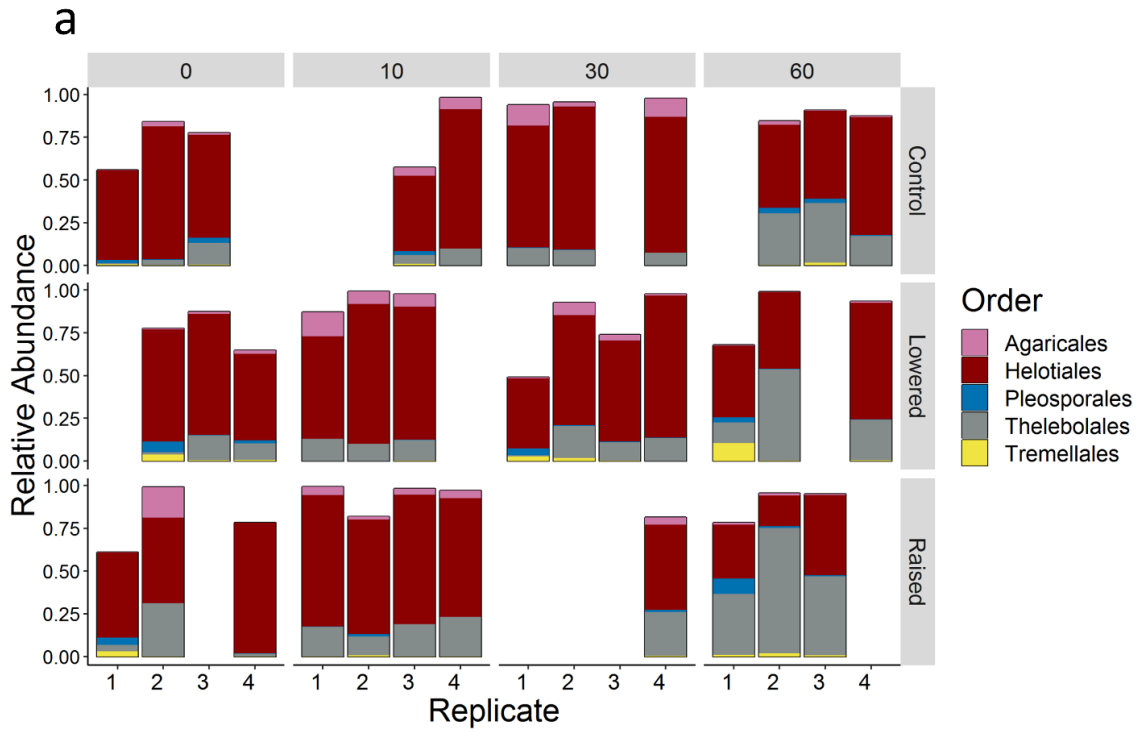 a
0 10 30 60
1.00
0.75
0.50
0.25
0.00
Control
1.00
0.75
0.50
0.25
0.00
Lowered
1.00
0.75
0.50
0.25
0.00
Raised
Relative Abundance
1 2 3 4 1 2 3 4 1 2 3 4 1 2 3 4
Replicate
Order
Agaricales
Helotiales
Pleosporales
Thelebolales
Tremellales